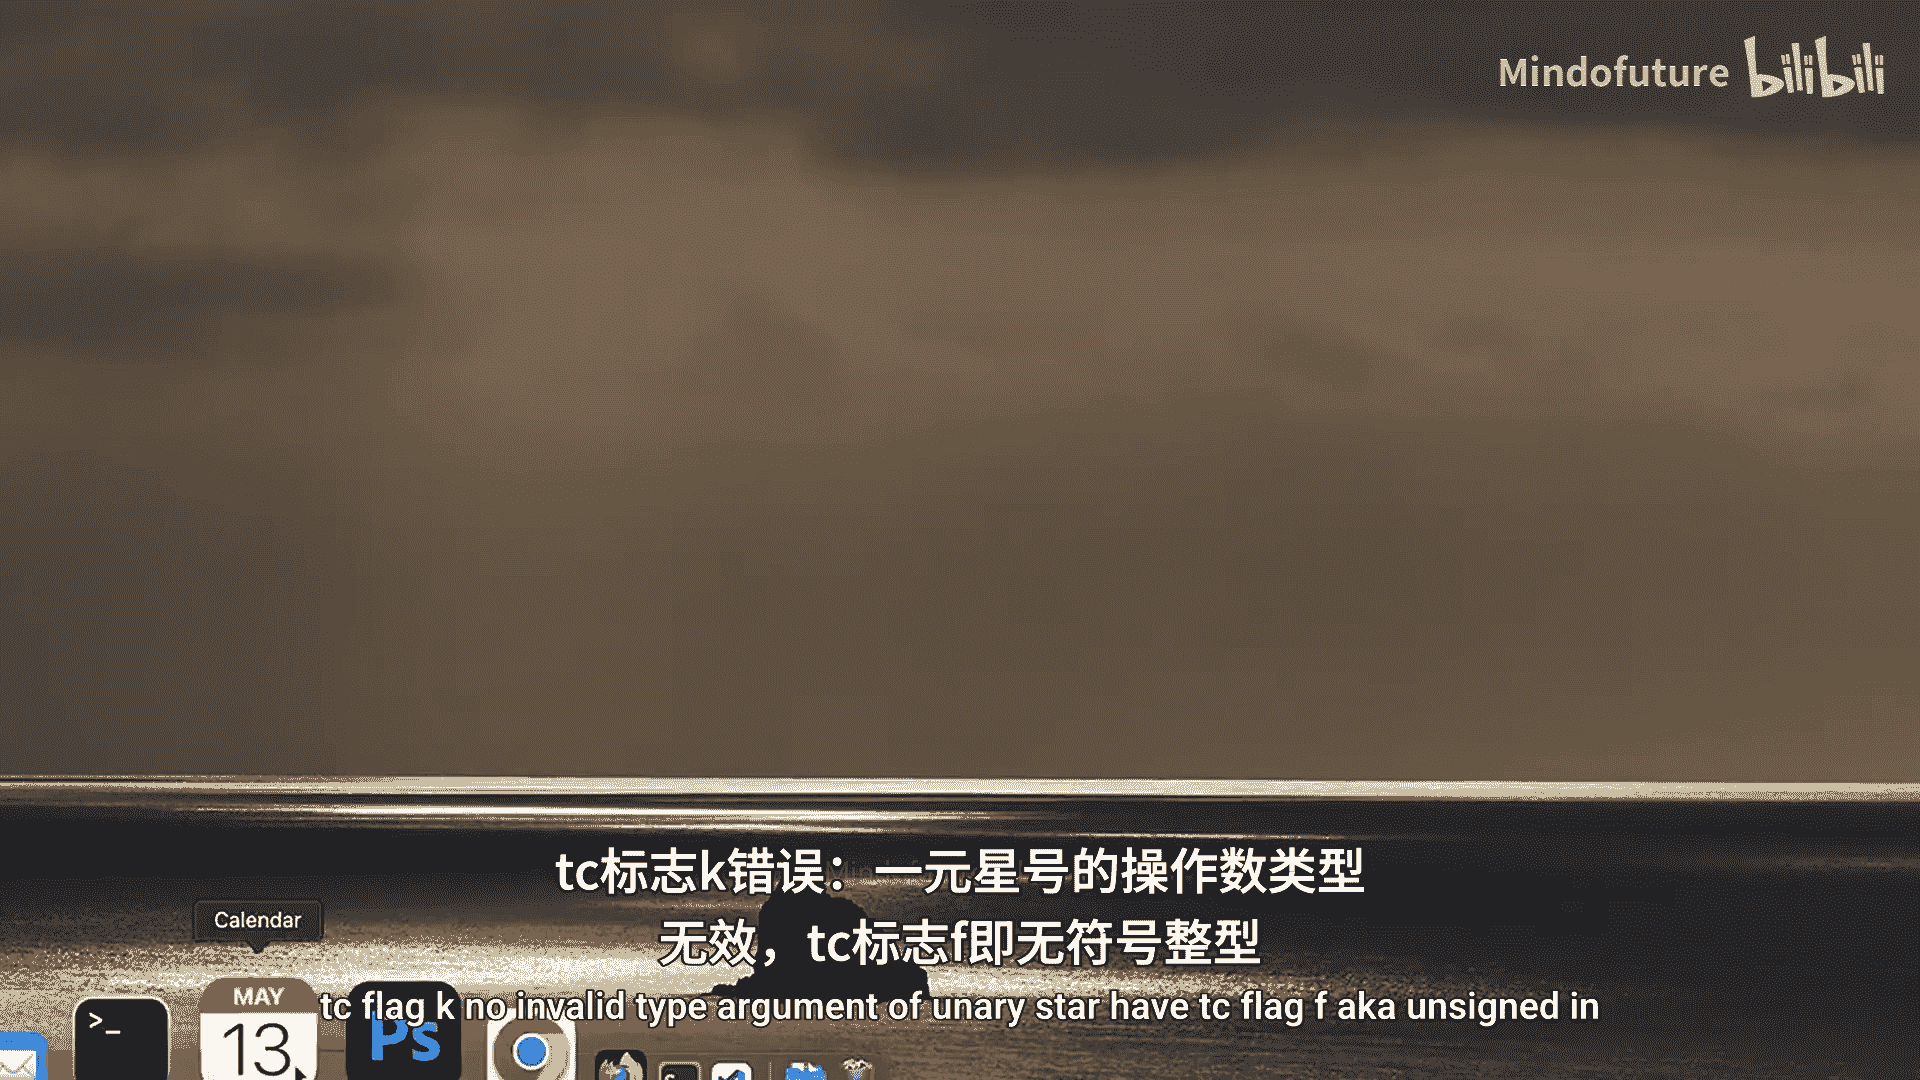 Mindofuture bilibili
tc标志k错误：一元星号的操作数类型
无效，tc标志f即无符号整型
Calendar
MAY
tc flag k no invalid type argument of unary star have tc flag f aka unsigned in
>_
13
Ps